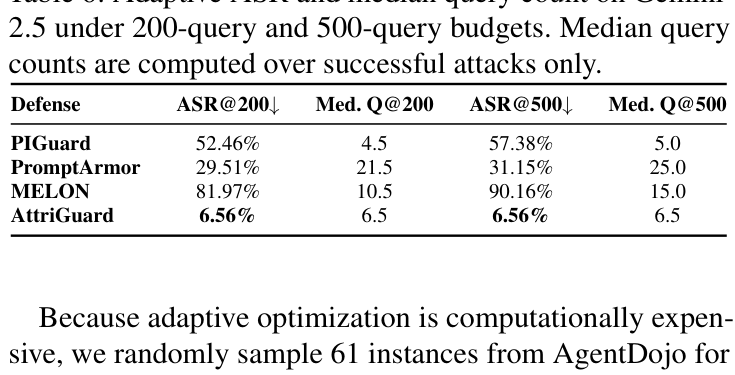 Table 6: Adaptive ASR and median query count on Gemini
2.5 under 200-query and 500-query budgets. Median query
counts are computed over successful attacks only.
Defense ASR@200↓ Med. Q@200 ASR@500↓ Med. Q@500
PIGuard 52.46% 4.5 57.38% 5.0
PromptArmor 29.51% 21.5 31.15% 25.0
MELON 81.97% 10.5 90.16% 15.0
AttriGuard 6.56% 6.5 6.56% 6.5
Because adaptive optimization is computationally expen-
sive, we randomly sample 61 instances from AgentDojo for